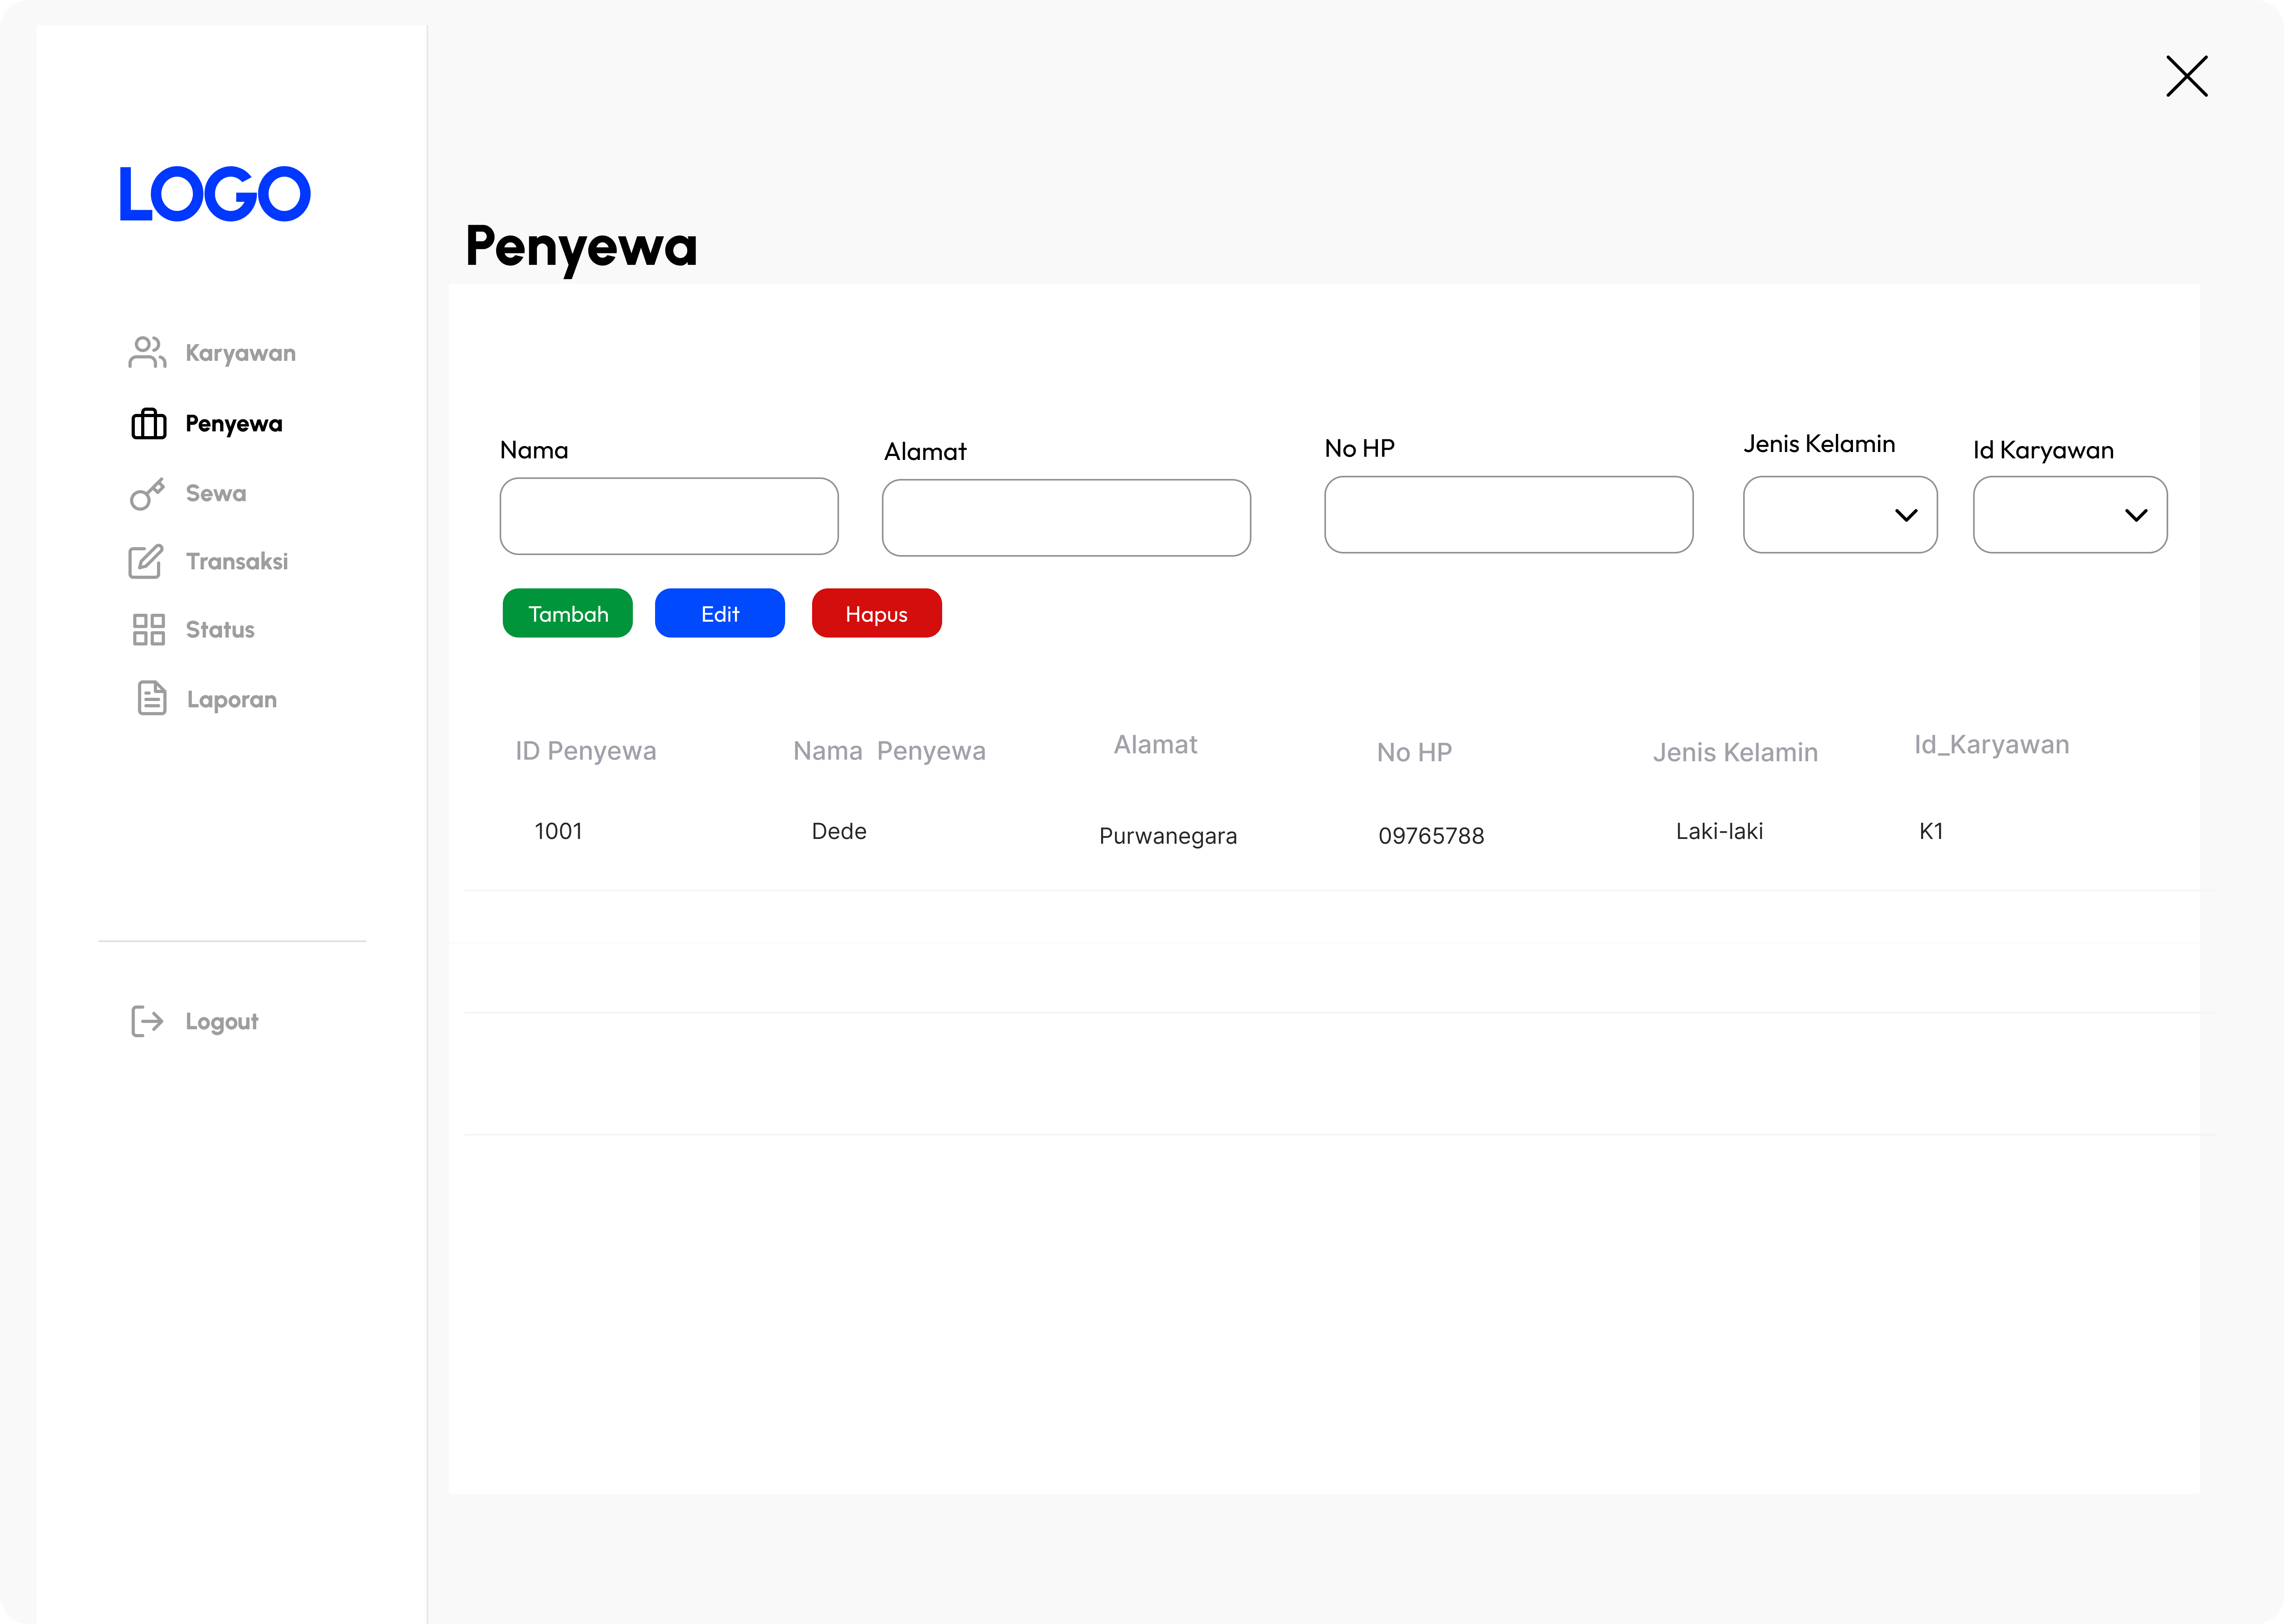 LOGO
Karyawan
Penyewa
Sewa
Transaksi
Status
Laporan
Logout
Penyewa
Nama Alamat No HP Jenis Kelamin Id Karyawan
Tambah Edit Hapus
ID Penyewa Nama Penyewa Alamat No HP Jenis Kelamin Id_Karyawan
1001 Dede Purwanegara 09765788 Laki-laki K1